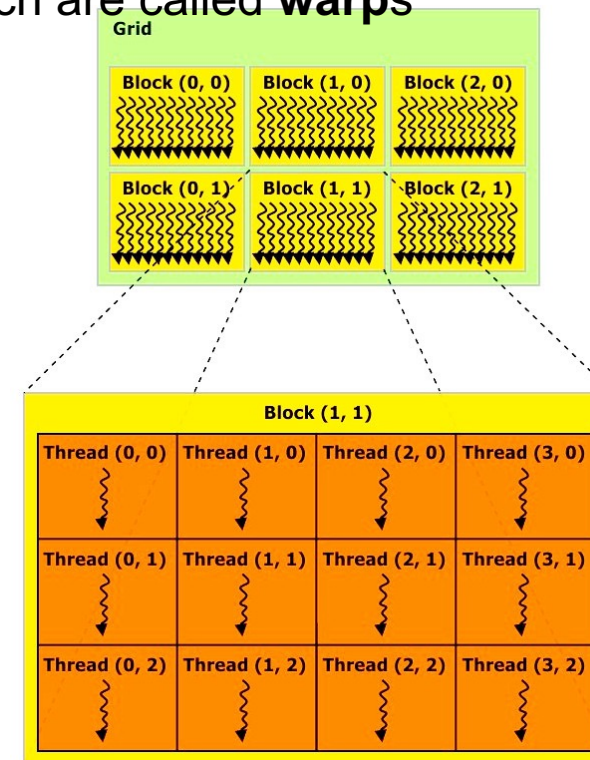 are called warps
Grid
Block (0, 0) Block (1, 0) Block (2, 0)
Block (0, 1) Block (1, 1) Block (2, 1)
Block (1, 1)
Thread (0, 0) Thread (1, 0) Thread (2, 0) Thread (3, 0)
Thread (0, 1) Thread (1, 1) Thread (2, 1) Thread (3, 1)
Thread (0, 2) Thread (1, 2) Thread (2, 2) Thread (3, 2)